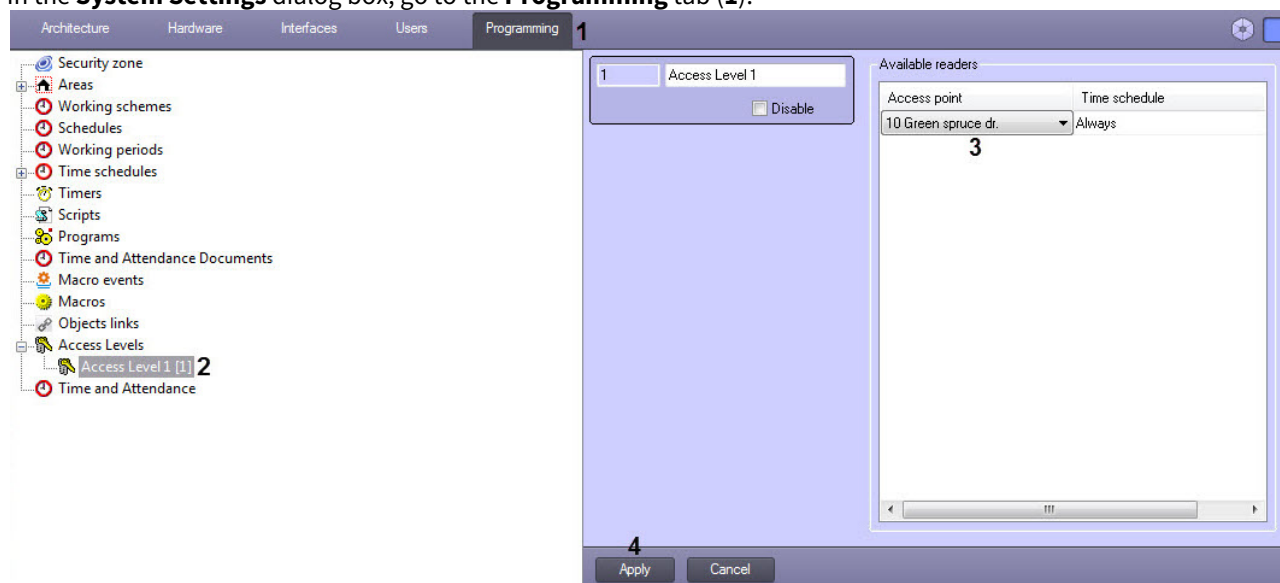 In the System Settings dialog box, go to the Programming tab (1).
Architecture Hardware Interfaces Users Programming 1
Security zone
Areas
Working schemes
Schedules
Working periods
Time schedules
Timers
Scripts
Programs
Time and Attendance Documents
Macro events
Macros
Objects links
Access Levels
Access Level 1 [1] 2
Time and Attendance
1 Access Level 1
Disable
Available readers
Access point Time schedule
10 Green spruce dr. Always
3
4
Apply Cancel